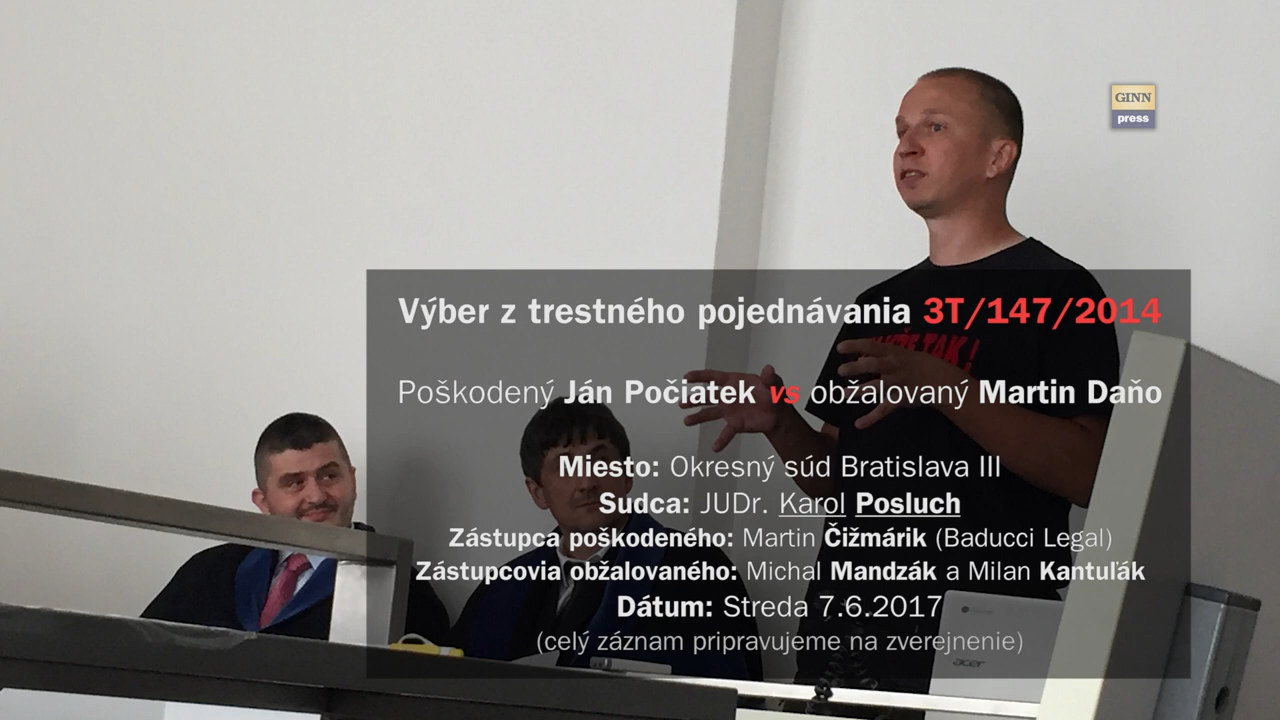 GINN
press
Výber z trestného pojednávania 3T/147/2014
TAK!
Poškodený Ján Počiatek vs obžalovaný Martin Daňo
Miesto: Okresný súd Bratislava III
Sudca: JUDr. Karol Posluch
Zástupca poškodeného: Martin Čižmárik (Baducci Legal)
Zástupcovia obžalovaného: Michal Mandzák a Milan Kantuľák
Dátum: Streda 7.6.2017
(celý záznam pripravujeme na zverejnenie)
acer